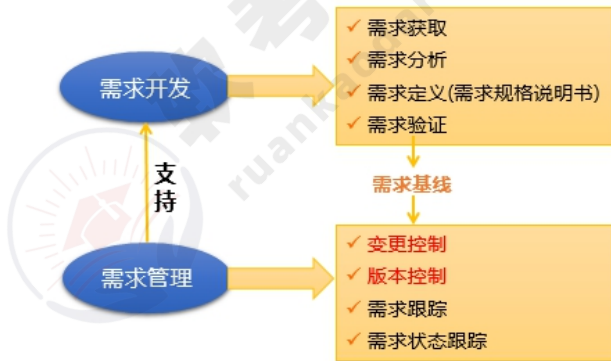 需求获取
需求分析
需求开发
需求定义(需求规格说明书)
需求验证
支持
需求基线
变更控制
需求管理
版本控制
需求跟踪
需求状态跟踪